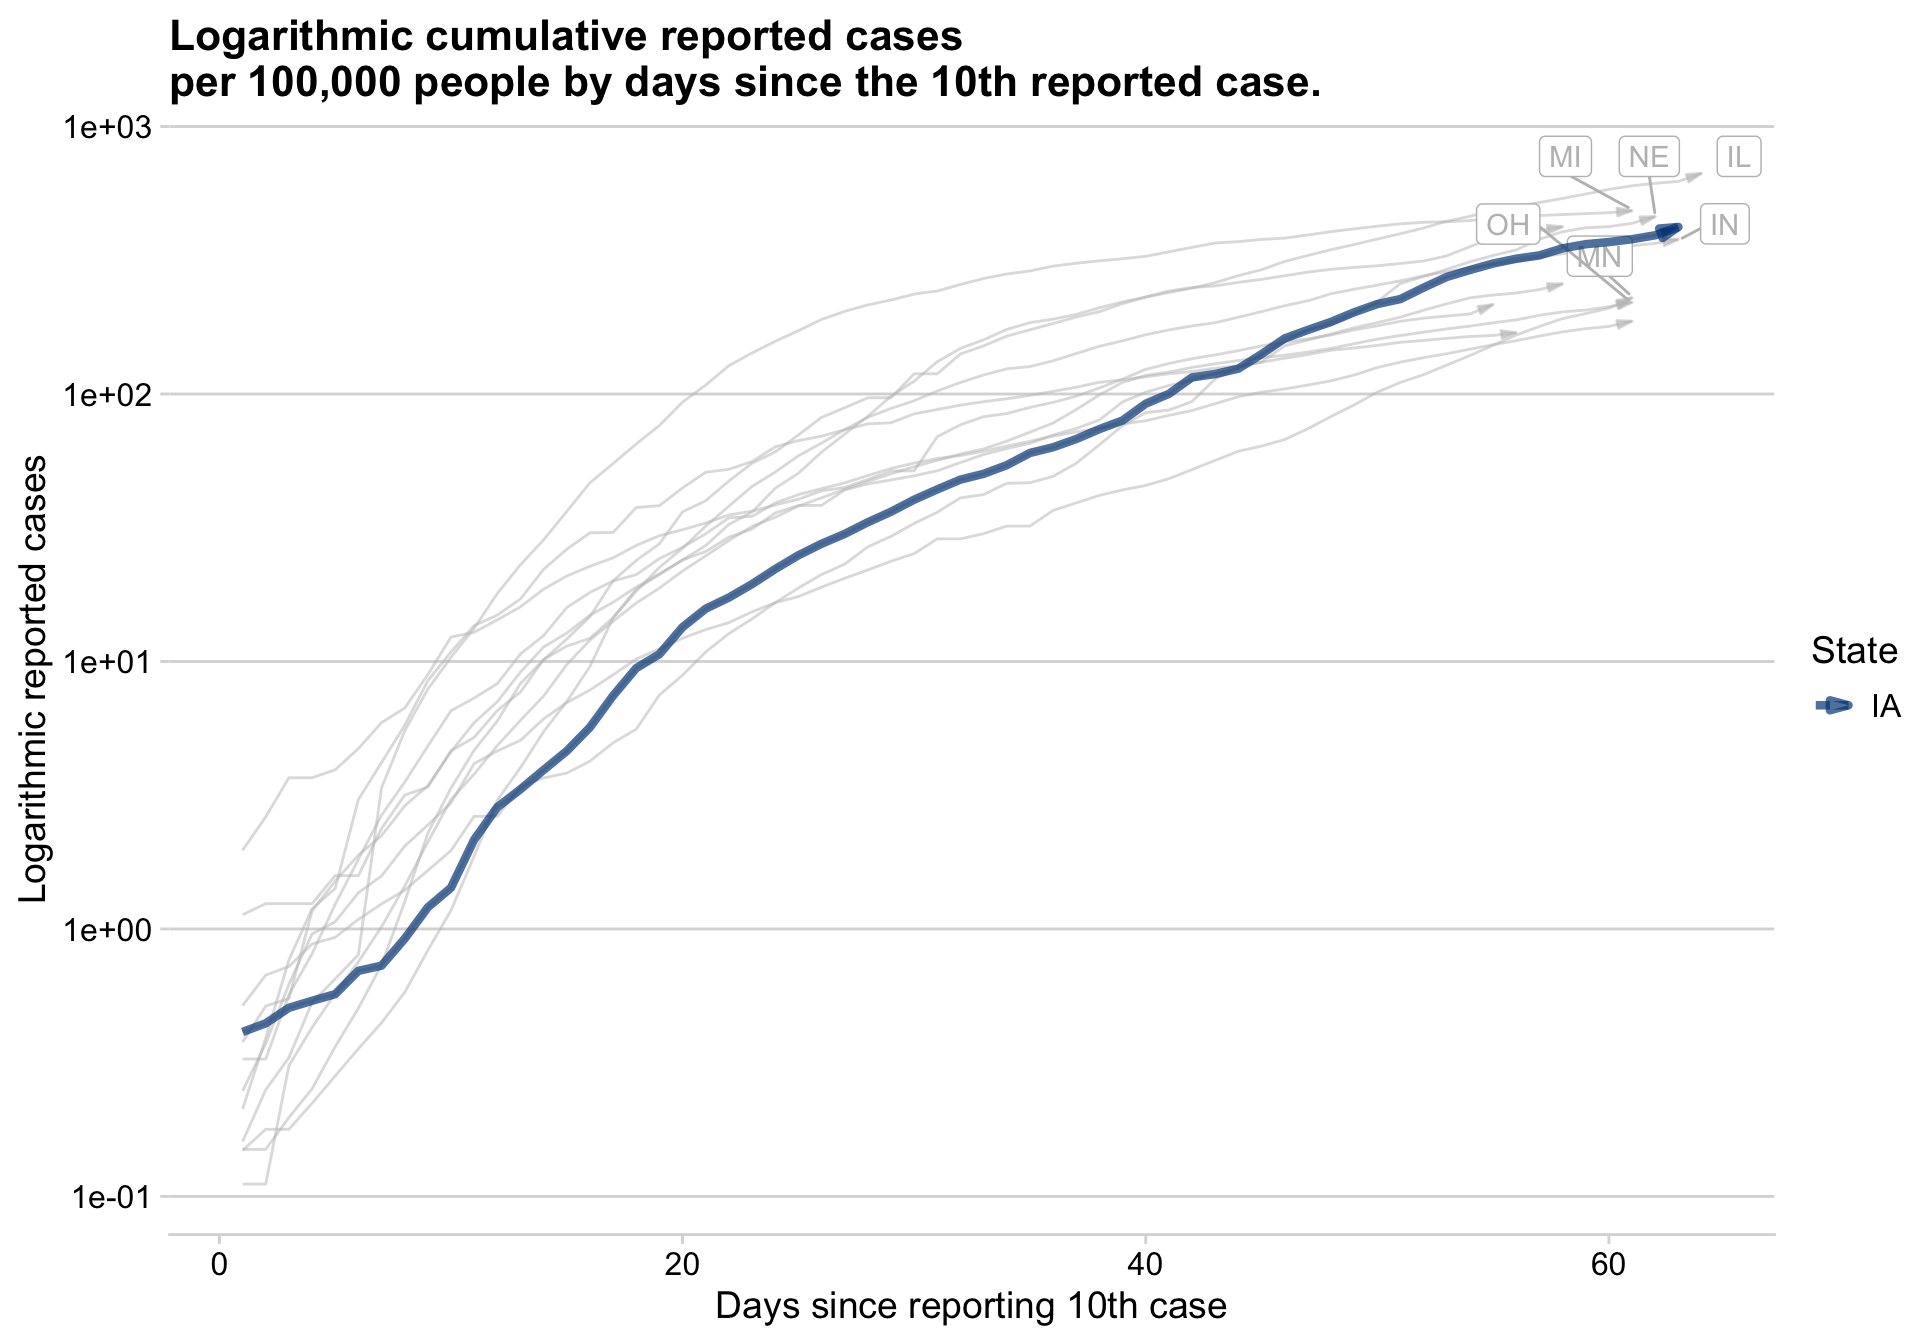 Logarithmic cumulative reported cases
per 100,000 people by days since the 10th reported case.
1e+03
1e+02
1e+01
1e+00
1e-01
Logarithmic reported cases
MI
NE
IL
OH
IN
MN
State
IA
0
20
40
60
Days since reporting 10th case